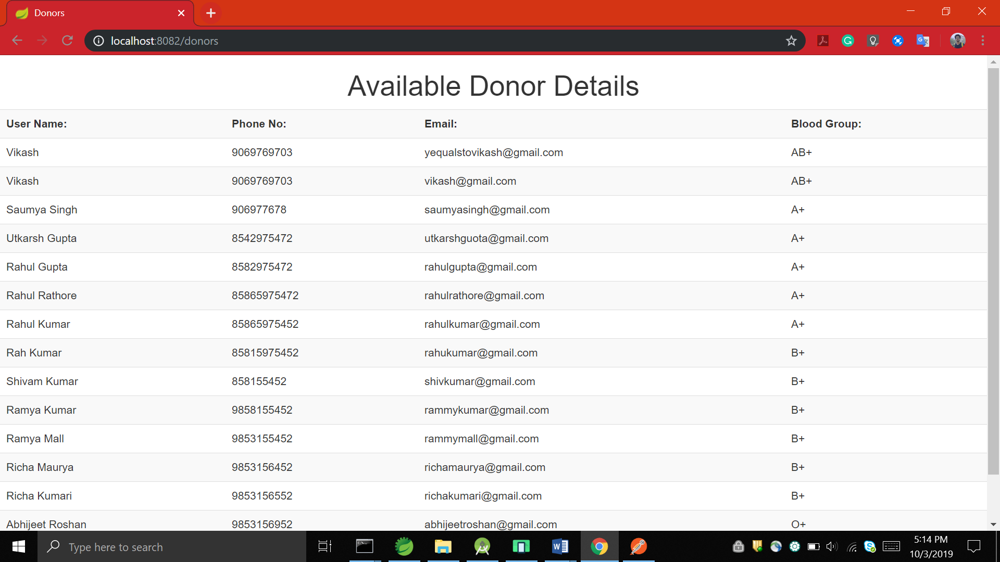 Donors
localhost:8082/donors
Available Donor Details
User Name: Phone No: Email: Blood Group:
Vikash 9069769703 yequalstovikash@gmail.com AB+
Vikash 9069769703 vikash@gmail.com AB+
Saumya Singh 906977678 saumyasingh@gmail.com A+
Utkarsh Gupta 8542975472 utkarshguota@gmail.com A+
Rahul Gupta 8582975472 rahulgupta@gmail.com A+
Rahul Rathore 85865975472 rahulrathore@gmail.com A+
Rahul Kumar 85865975452 rahulkumar@gmail.com A+
Rah Kumar 85815975452 rahukumar@gmail.com B+
Shivam Kumar 858155452 shivkumar@gmail.com B+
Ramya Kumar 9858155452 rammykumar@gmail.com B+
Ramya Mall 9853155452 rammymall@gmail.com B+
Richa Maurya 9853156452 richamaurya@gmail.com B+
Richa Kumari 9853156552 richakumari@gmail.com B+
Abhijeet Roshan 9853156952 abhijeetroshan@gmail.com O+
Type here to search
5:14 PM
10/3/2019